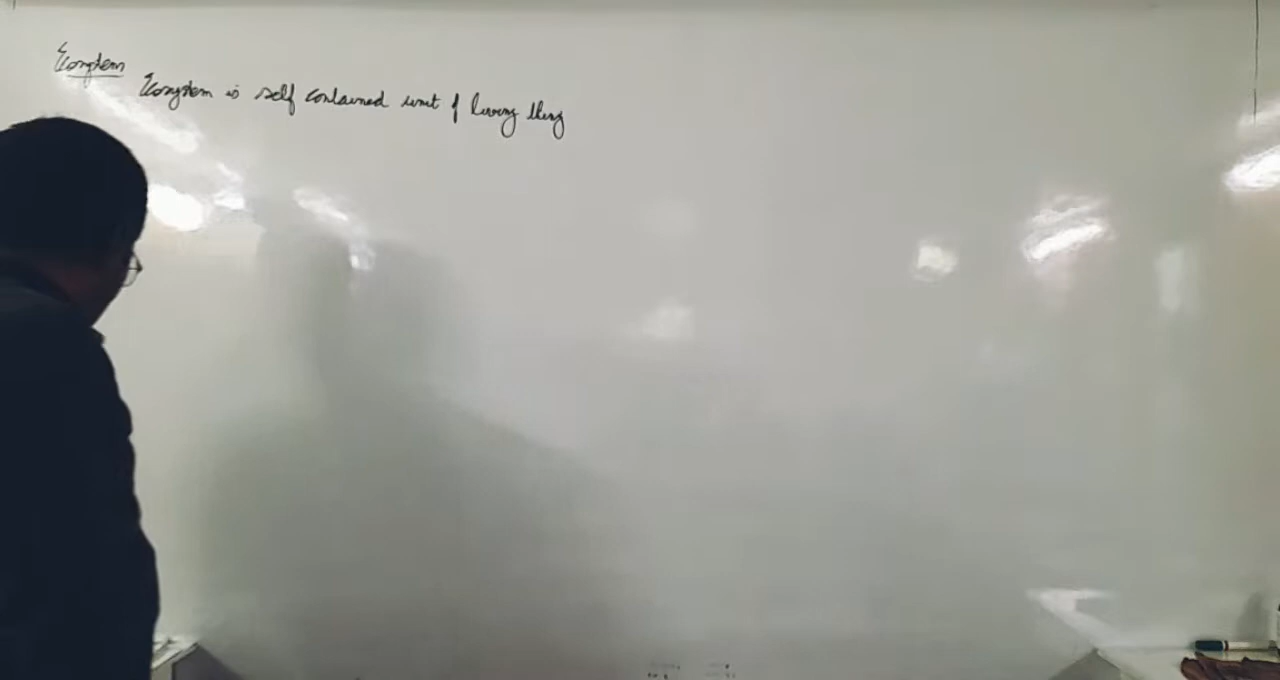 Ecosystem
Ecosystem is self contained unit of living thing